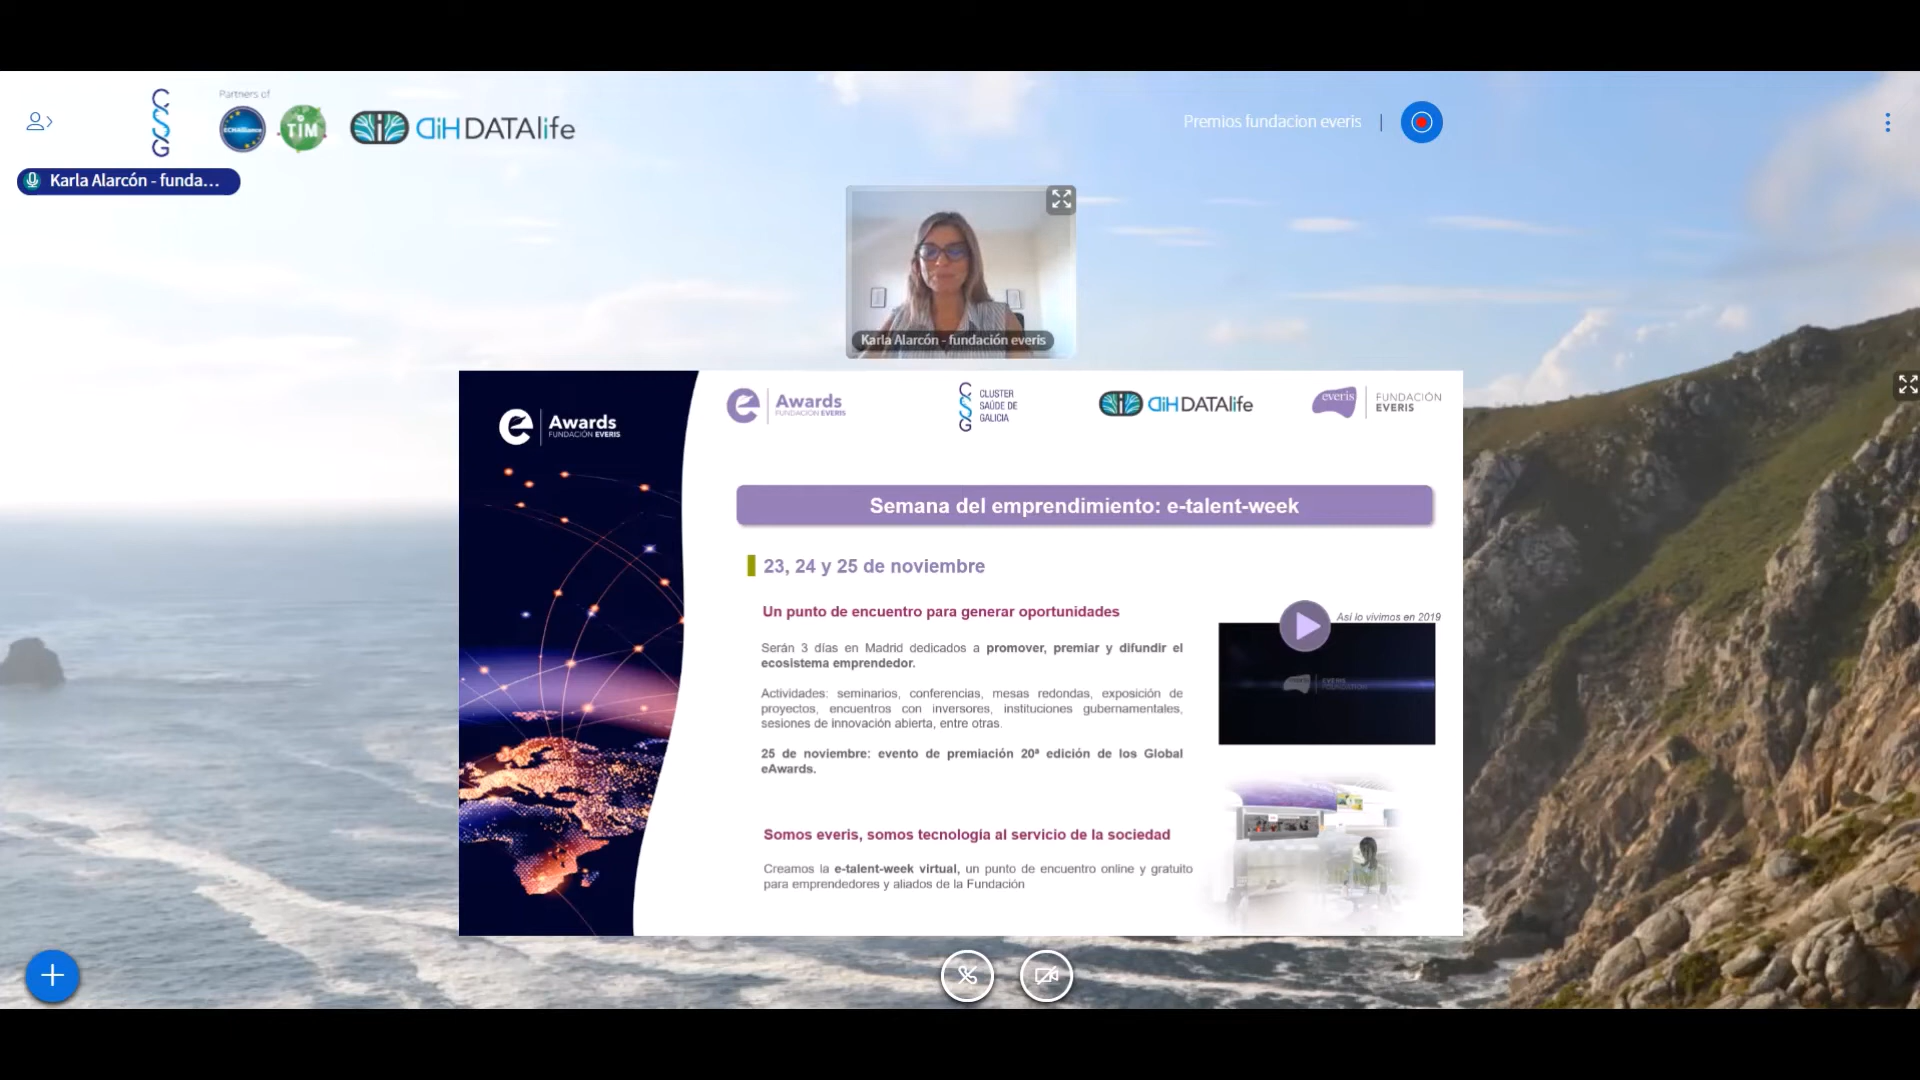 Partners of
ECHAlliance
TIM
DIHDATAlife
CSG
Premios fundacion everis
Karla Alarcón - funda...
Karla Alarcón - fundación everis
Awards
FUNDACIÓN EVERIS
Awards
FUNDACIÓN EVERIS
CSG
CLUSTER
SAÚDE DE
GALICIA
DIHDATAlife
everis
FUNDACIÓN
EVERIS
Semana del emprendimiento: e-talent-week
23, 24 y 25 de noviembre
Un punto de encuentro para generar oportunidades
Así lo vivimos en 2019
Serán 3 días en Madrid dedicados a promover, premiar y difundir el
ecosistema emprendedor.
Actividades: seminarios, conferencias, mesas redondas, exposición de
proyectos, encuentros con inversores, instituciones gubernamentales,
sesiones de innovación abierta, entre otras.
25 de noviembre: evento de premiación 20ª edición de los Global
eAwards.
Somos everis, somos tecnología al servicio de la sociedad
Creamos la e-talent-week virtual, un punto de encuentro online y gratuito
para emprendedores y aliados de la Fundación